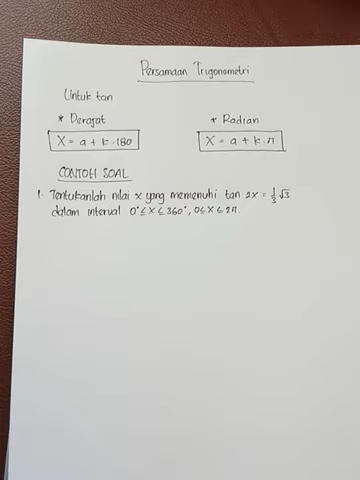 Persamaan Trigonometri
Untuk tan
* Derajat * Radian
X = a + k.180 X = a + k.π
CONTOH SOAL
1. Tentukanlah nilai x yang memenuhi tan 2x = 1/3 √3
dalam interval 0° ≤ x ≤ 360°, 0 ≤ x ≤ 2π.